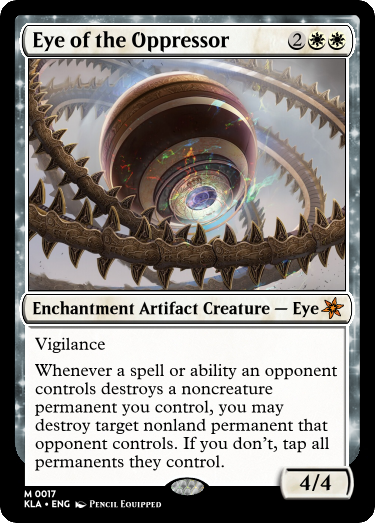 Eye of the Oppressor 2
Enchantment Artifact Creature — Eye
Vigilance
Whenever a spell or ability an opponent
controls destroys a noncreature
permanent you control, you may
destroy target nonland permanent that
opponent controls. If you don't, tap all
permanents they control.
4/4
M 0017
KLA • ENG Pencil Equipped